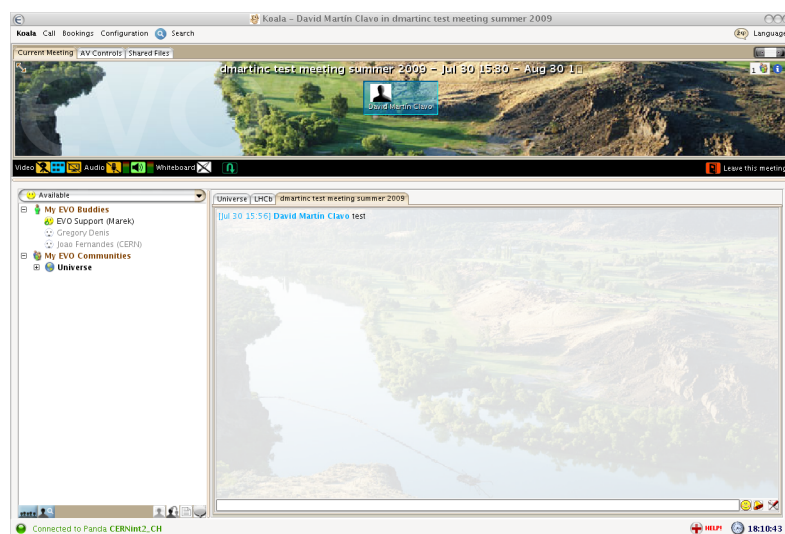 Koala - David Martín Clavo in dmartinc test meeting summer 2009
Koala Call Bookings Configuration Search Language
Current Meeting AV Controls Shared Files
dmartinc test meeting summer 2009 - Jul 30 15:30 - Aug 30 1
1
David Martín Clavo
Video Audio Whiteboard Leave this meeting
Available
Universe LHCb dmartinc test meeting summer 2009
My EVO Buddies
[Jul 30 15:56] David Martín Clavo test
EVO Support (Marek)
Gregory Denis
Joao Fernandes (CERN)
My EVO Communities
Universe
Connected to Panda CERNint2_CH
HELP!
18:10:43